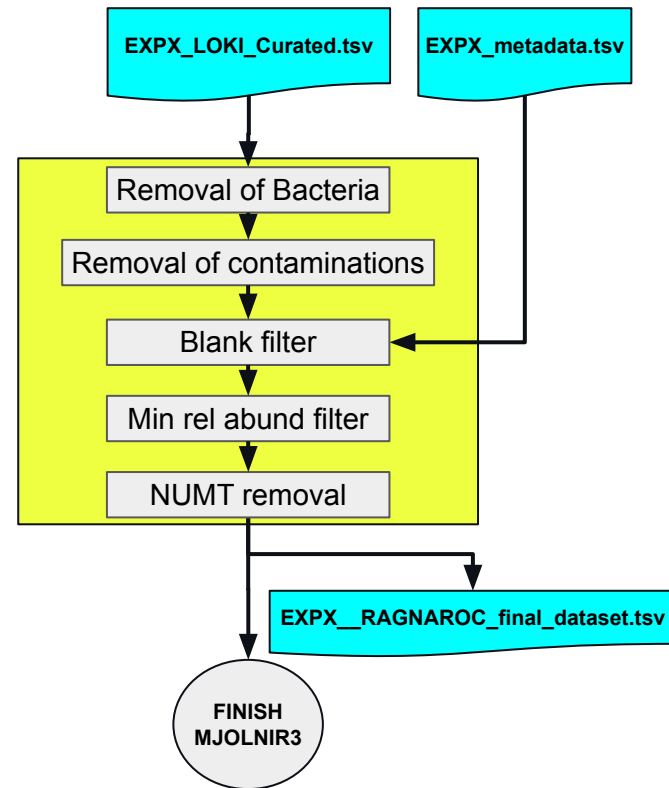 EXPX_LOKI_Curated.tsv
EXPX_metadata.tsv
Removal of Bacteria
Removal of contaminations
Blank filter
Min rel abund filter
NUMT removal
EXPX__RAGNAROC_final_dataset.tsv
FINISH
MJOLNIR3